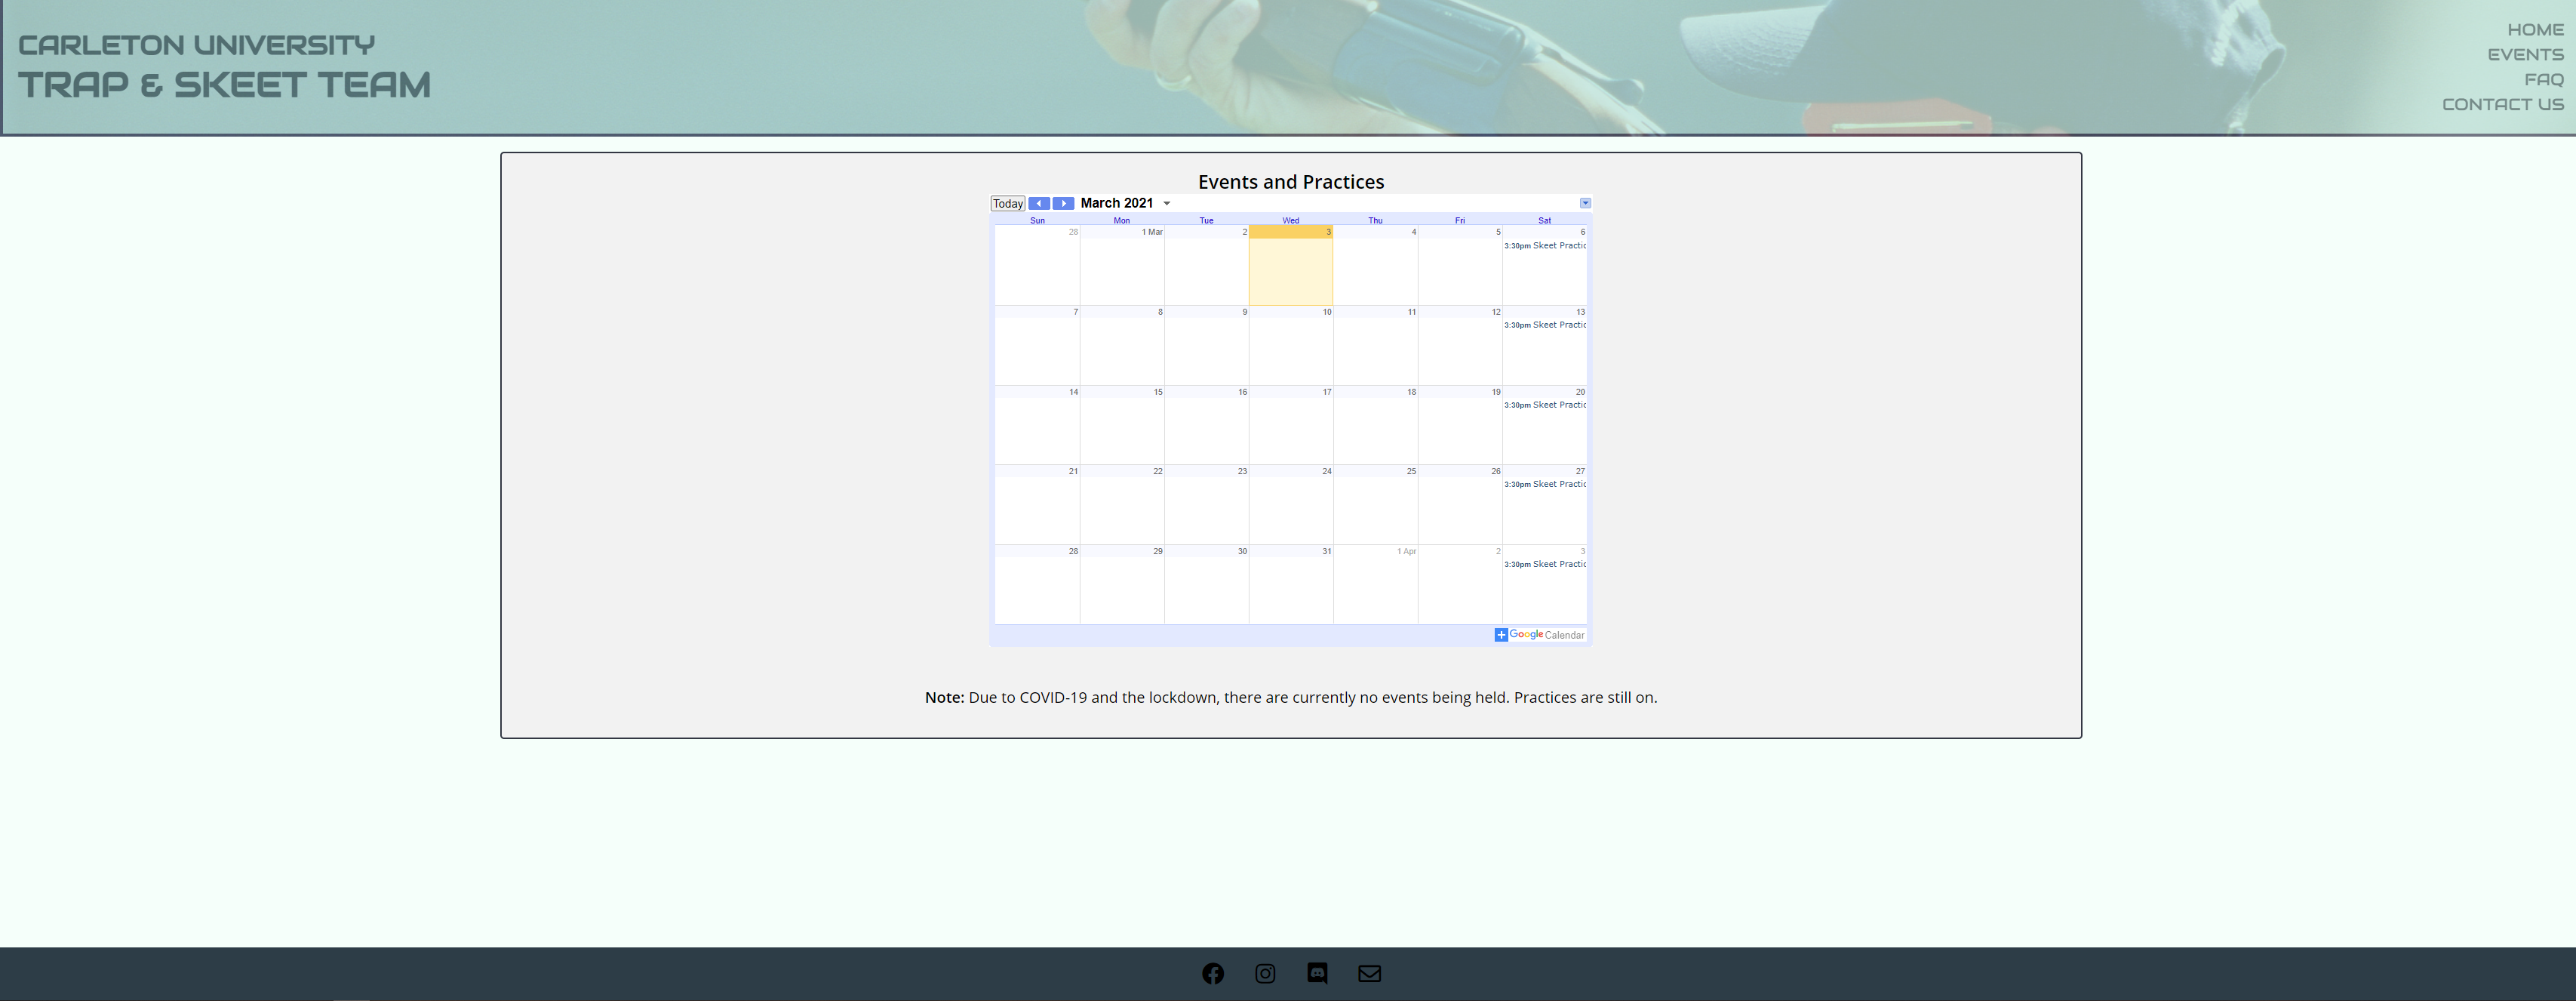 CARLETON UNIVERSITY
TRAP & SKEET TEAM
HOME
EVENTS
FAQ
CONTACT US
Events and Practices
Today March 2021
Sun Mon Tue Wed Thu Fri Sat
28 1 Mar 2 3 4 5 6
3:30pm Skeet Practic
7 8 9 10 11 12 13
3:30pm Skeet Practic
14 15 16 17 18 19 20
3:30pm Skeet Practic
21 22 23 24 25 26 27
3:30pm Skeet Practic
28 29 30 31 1 Apr 2 3
3:30pm Skeet Practic
Google Calendar
Note: Due to COVID-19 and the lockdown, there are currently no events being held. Practices are still on.